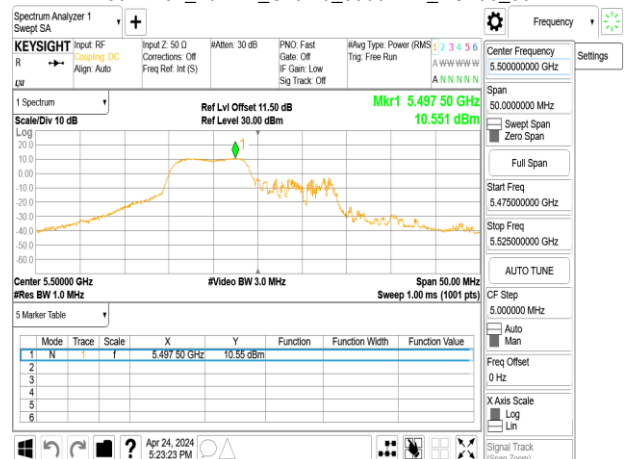 Spectrum Analyzer 1
Swept SA
Frequency
KEYSIGHT
Input: RF
Input Z: 50 Ω
#Atten: 30 dB
PNO: Fast
#Avg Type: Power (RMS
1 2 3 4 5 6
R
Coupling: DC
Corrections: Off
Gate: Off
Trig: Free Run
A W W W W W
Align: Auto
Freq Ref: Int (S)
IF Gain: Low
Sig Track: Off
A N N N N N
Settings
Center Frequency
5.500000000 GHz
Span
50.0000000 MHz
Swept Span
Zero Span
Full Span
Start Freq
5.475000000 GHz
Stop Freq
5.525000000 GHz
AUTO TUNE
CF Step
5.000000 MHz
Auto
Man
Freq Offset
0 Hz
X Axis Scale
Log
Lin
Signal Track
1 Spectrum
Ref Lvl Offset 11.50 dB
Mkr1 5.497 50 GHz
Scale/Div 10 dB
Ref Level 30.00 dBm
10.551 dBm
Log
20.0
10.0
0.00
-10.0
-20.0
-30.0
-40.0
-50.0
-60.0
1
Center 5.50000 GHz
#Video BW 3.0 MHz
Span 50.00 MHz
#Res BW 1.0 MHz
Sweep 1.00 ms (1001 pts)
5 Marker Table
Mode Trace Scale X Y Function Function Width Function Value
1 N 1 f 5.497 50 GHz 10.55 dBm
2
3
4
5
6
Apr 24, 2024
5:23:23 PM